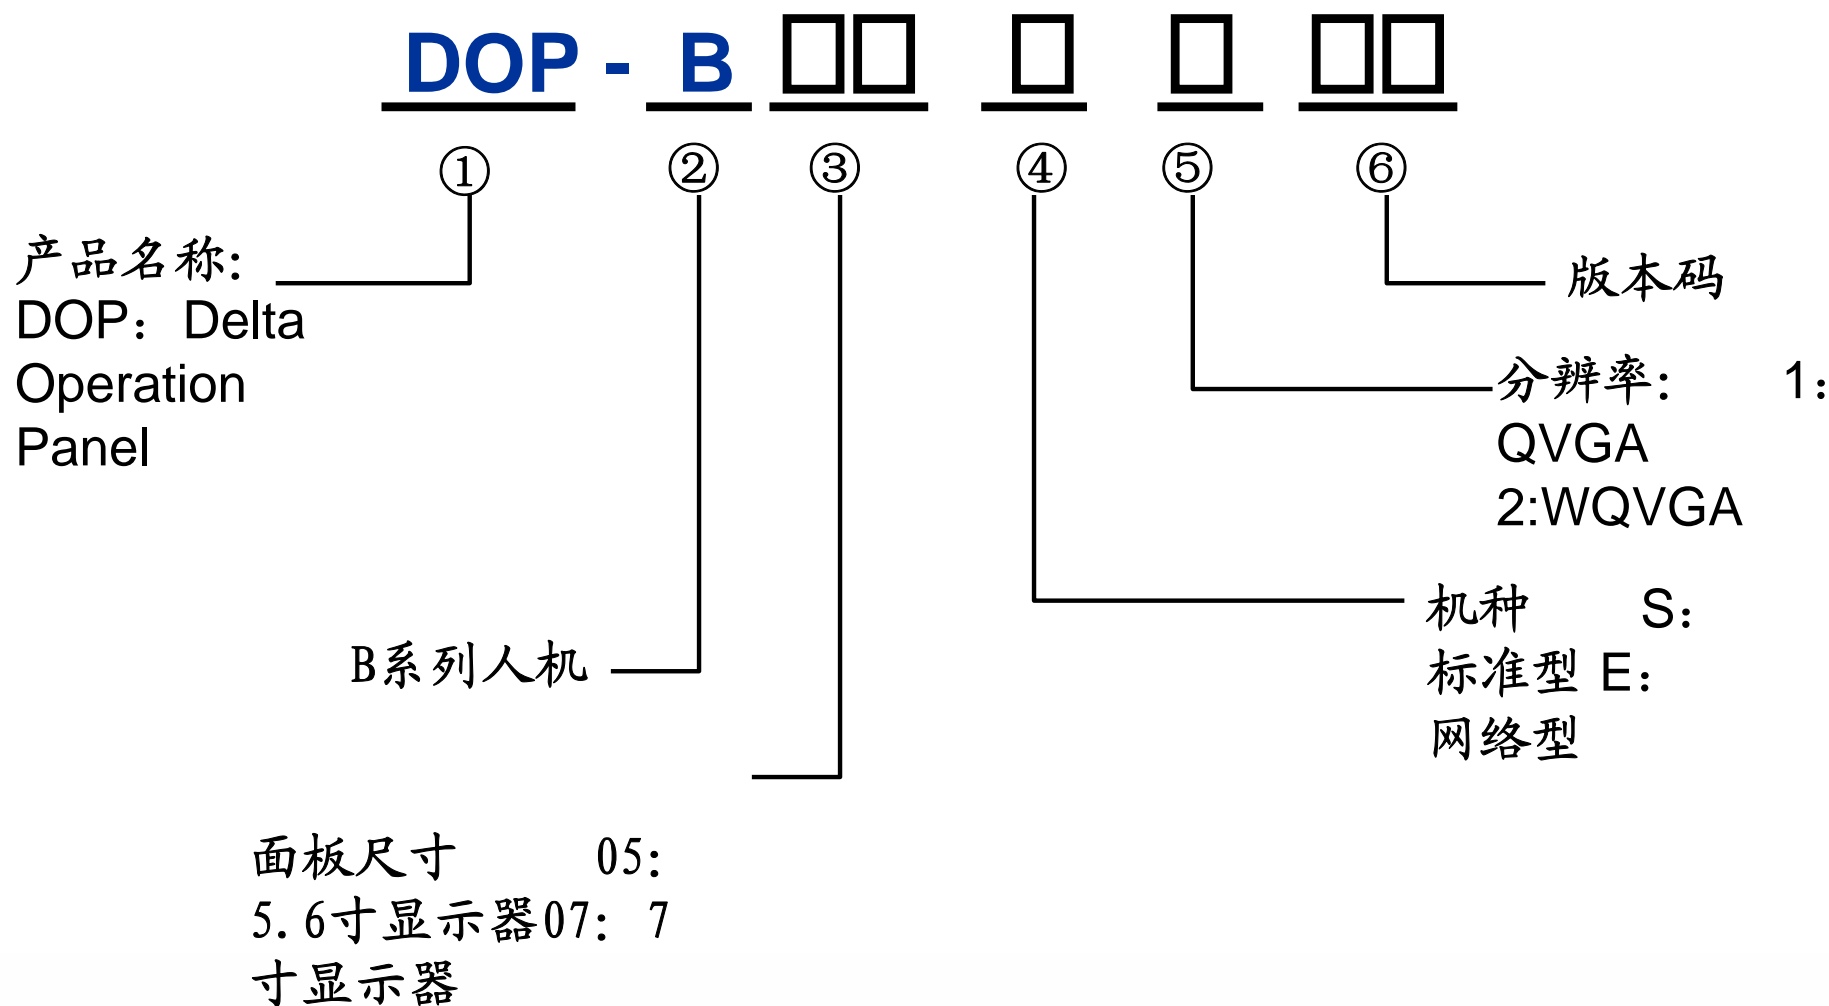 DOP - B □□ □ □ □□
① ② ③ ④ ⑤ ⑥
产品名称:
DOP：Delta
Operation
Panel
版本码
分辨率: 1：
QVGA
2:WQVGA
机种 S：
标准型 E：
网络型
B系列人机
面板尺寸 05：
5.6寸显示器07：7
寸显示器